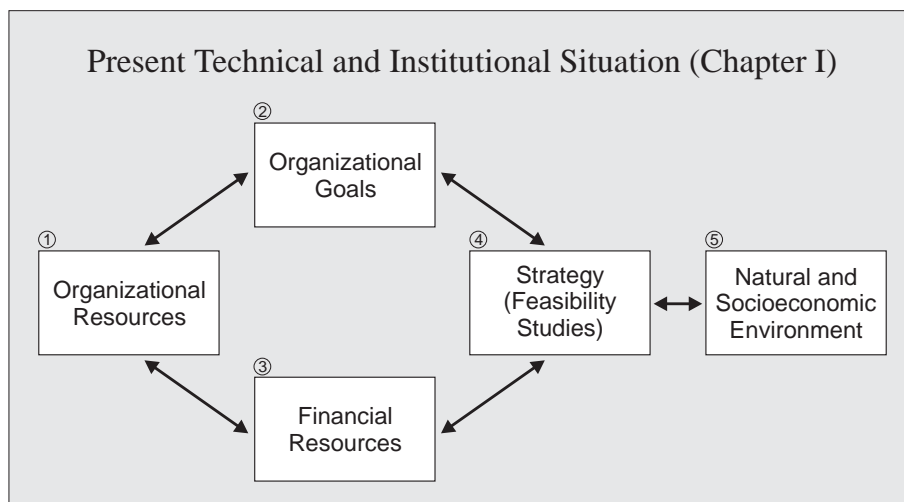 Present Technical and Institutional Situation (Chapter I)
②
Organizational
Goals
①
Organizational
Resources
④
Strategy
(Feasibility
Studies)
⑤
Natural and
Socioeconomic
Environment
③
Financial
Resources